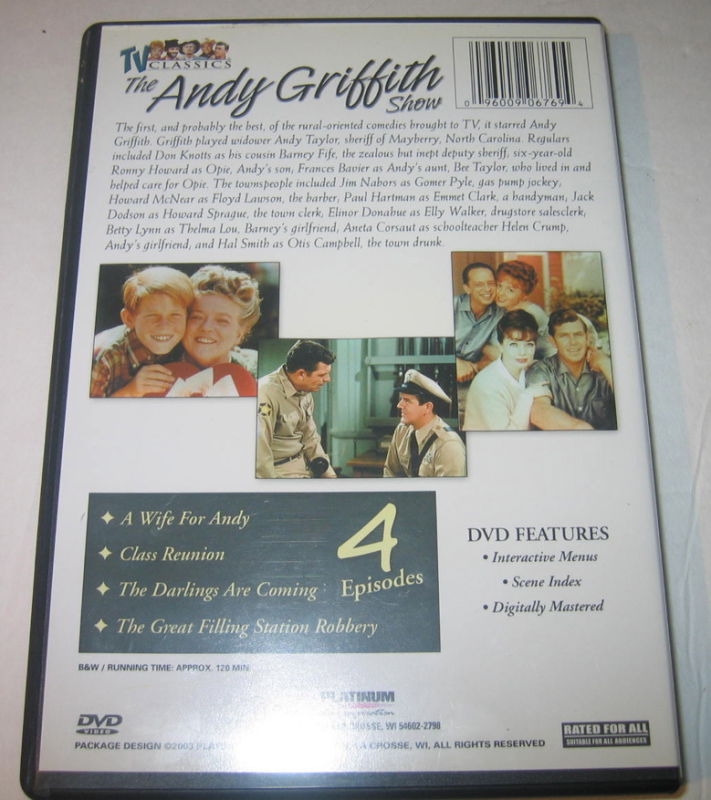 TV
CLASSICS
The Andy Griffith
Show
0 96009 06769 4
The first, and probably the best, of the rural-oriented comedies brought to TV, it starred Andy
Griffith. Griffith played widower Andy Taylor, sheriff of Mayberry, North Carolina. Regulars
included Don Knotts as his cousin Barney Fife, the zealous but inept deputy sheriff, six-year-old
Ronny Howard as Opie, Andy's son, Frances Bavier as Andy's aunt, Bee Taylor, who lived in and
helped care for Opie. The townspeople included Jim Nabors as Gomer Pyle, gas pump jockey,
Howard McNear as Floyd Lawson, the barber, Paul Hartman as Emmet Clark, a handyman, Jack
Dodson as Howard Sprague, the town clerk, Elinor Donahue as Elly Walker, drugstore salesclerk,
Betty Lynn as Thelma Lou, Barney's girlfriend, Aneta Corsaut as schoolteacher Helen Crump,
Andy's girlfriend, and Hal Smith as Otis Campbell, the town drunk.
✦ A Wife For Andy
✦ Class Reunion
✦ The Darlings Are Coming
✦ The Great Filling Station Robbery
4
Episodes
DVD FEATURES
• Interactive Menus
• Scene Index
• Digitally Mastered
B&W / RUNNING TIME: APPROX. 120 MIN
PLATINUM
CROSSE, WI 54602-2798
DVD
VIDEO
PACKAGE DESIGN ©2003 CROSSE, WI, ALL RIGHTS RESERVED
RATED FOR ALL
SUITABLE FOR ALL AUDIENCES